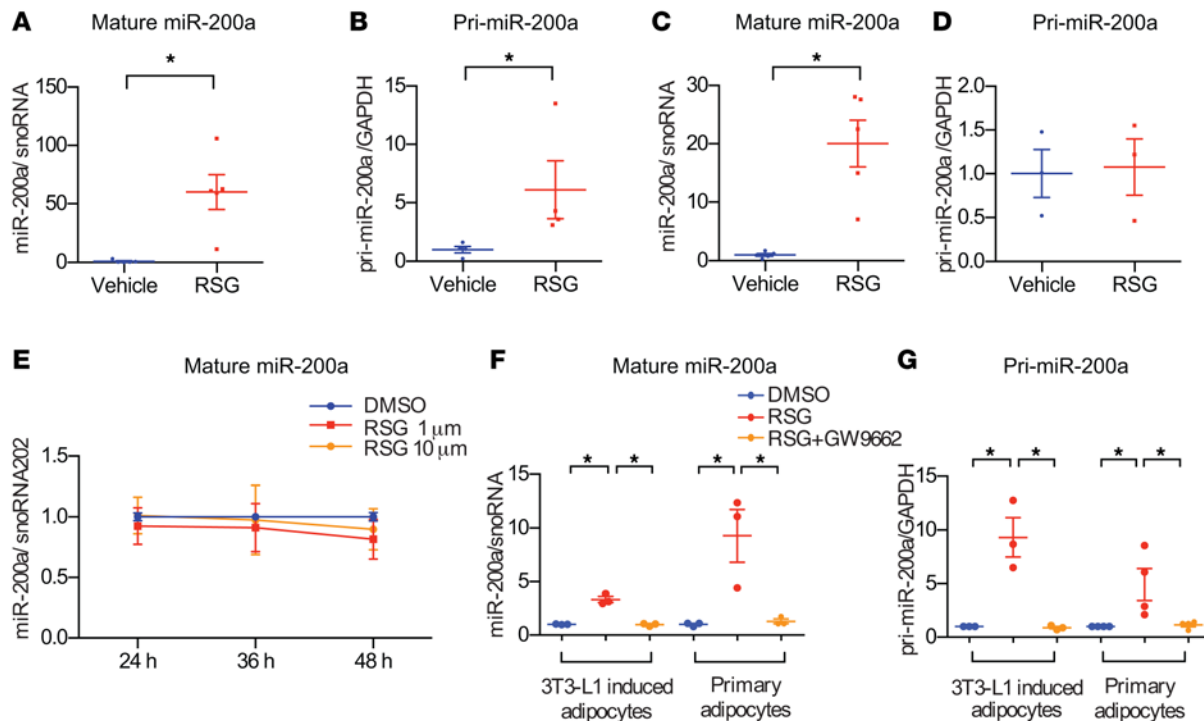 A
Mature miR-200a
*
miR-200a/ snoRNA
150
100
50
0
Vehicle
RSG
B
Pri-miR-200a
*
pri-miR-200a /GAPDH
15
10
5
0
Vehicle
RSG
C
Mature miR-200a
*
miR-200a/ snoRNA
30
20
10
0
Vehicle
RSG
D
Pri-miR-200a
pri-miR-200a /GAPDH
2.0
1.5
1.0
0.5
0.0
Vehicle
RSG
E
Mature miR-200a
DMSO
RSG 1 μm
RSG 10 μm
miR-200a/ snoRNA202
1.5
1.0
0.5
0.0
24 h
36 h
48 h
F
Mature miR-200a
DMSO
RSG
RSG+GW9662
* * * *
miR-200a/snoRNA
15
10
5
0
3T3-L1 induced
adipocytes
Primary
adipocytes
G
Pri-miR-200a
* * * *
pri-miR-200a/GAPDH
15
10
5
0
3T3-L1 induced
adipocytes
Primary
adipocytes